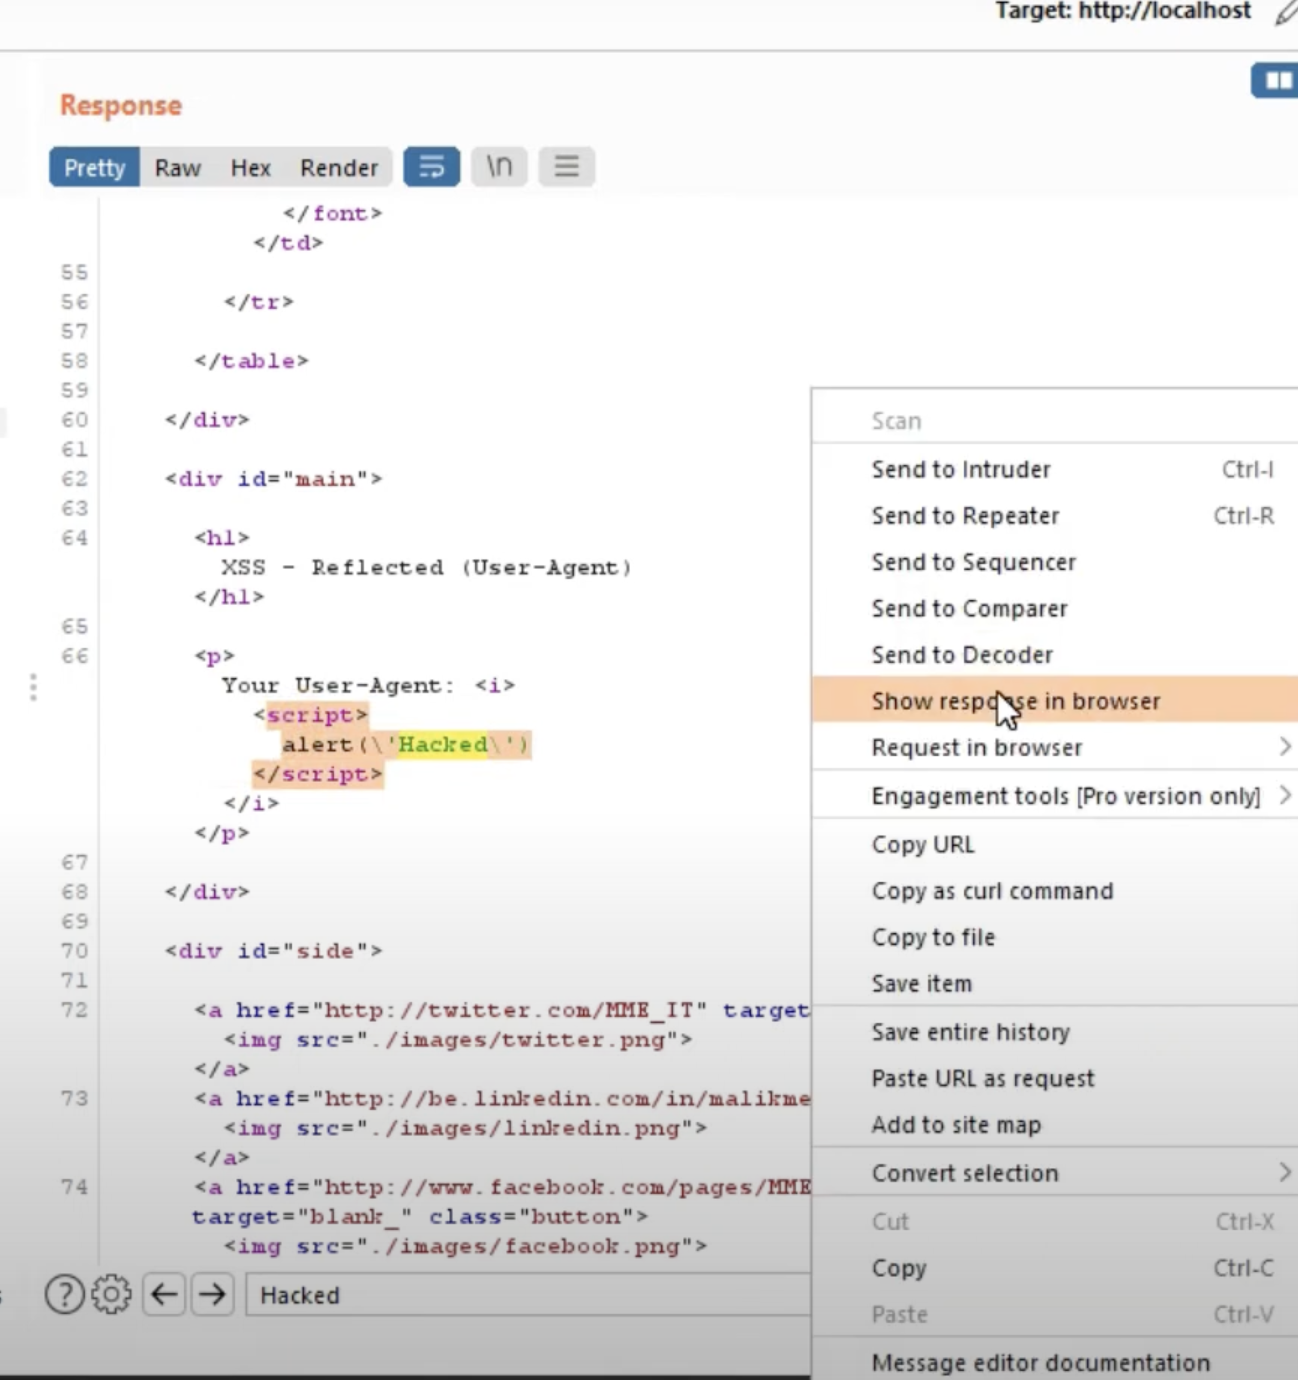 Target: http://localhost
Response
Pretty Raw Hex Render \n
</font>
</td>
55
56 </tr>
57
58 </table>
59
60 </div>
61
62 <div id="main">
63
64 <h1>
XSS - Reflected (User-Agent)
</h1>
65
66 <p>
Your User-Agent: <i>
<script>
alert(\'Hacked\')
</script>
</i>
</p>
67
68 </div>
69
70 <div id="side">
71
72 <a href="http://twitter.com/MME_IT" target
<img src="./images/twitter.png">
</a>
73 <a href="http://be.linkedin.com/in/malikme
<img src="./images/linkedin.png">
</a>
74 <a href="http://www.facebook.com/pages/MME
target="blank_" class="button">
<img src="./images/facebook.png">
Hacked
Scan
Send to Intruder Ctrl-I
Send to Repeater Ctrl-R
Send to Sequencer
Send to Comparer
Send to Decoder
Show response in browser
Request in browser
Engagement tools [Pro version only]
Copy URL
Copy as curl command
Copy to file
Save item
Save entire history
Paste URL as request
Add to site map
Convert selection
Cut Ctrl-X
Copy Ctrl-C
Paste Ctrl-V
Message editor documentation